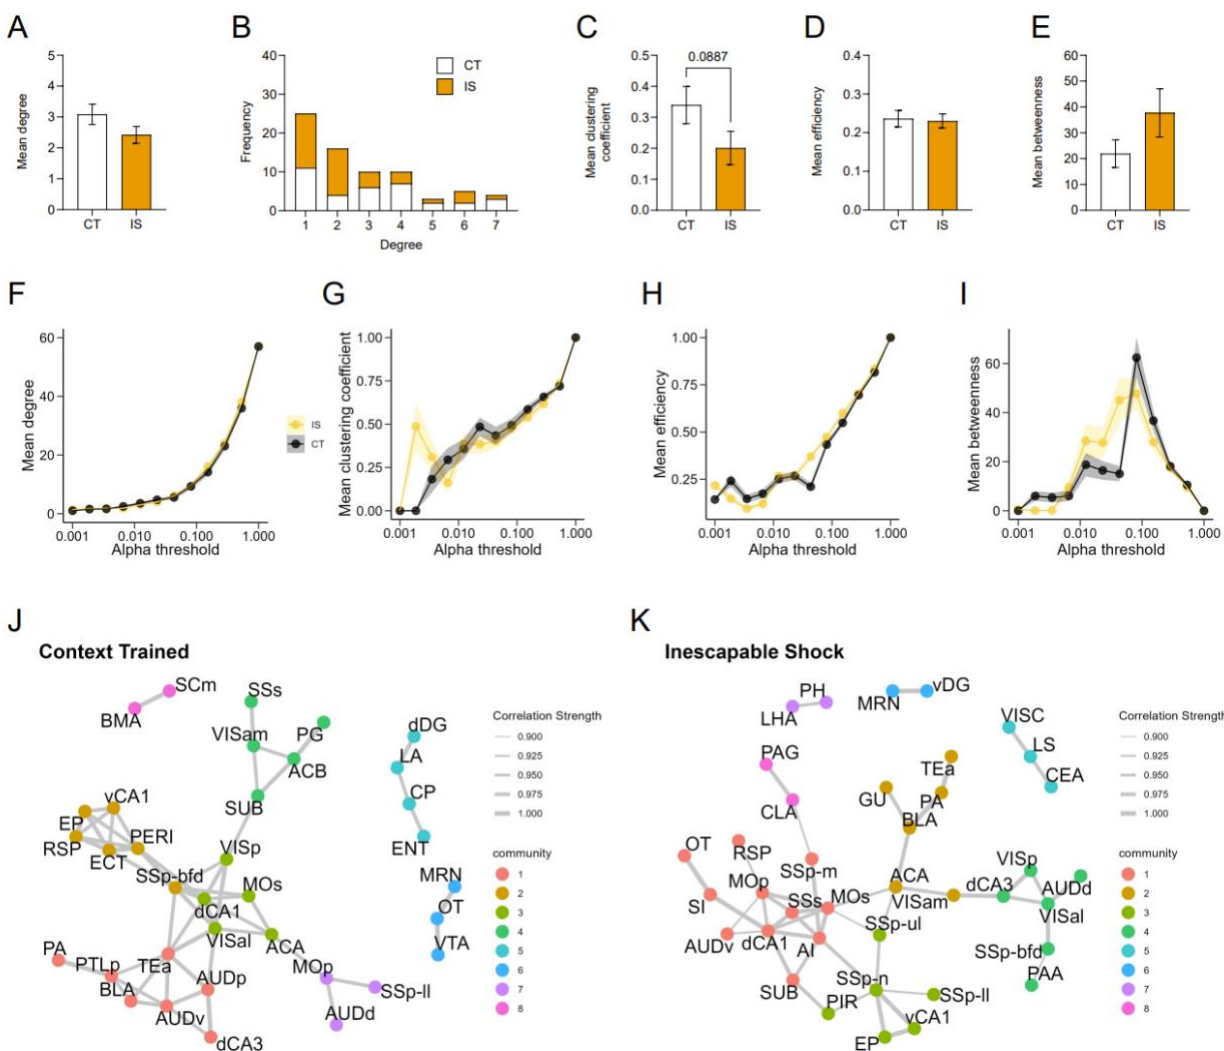 A
B
C
D
E
5
4
3
2
1
0
Mean degree
CT
IS
40
30
20
10
0
Frequency
CT
IS
1 2 3 4 5 6 7
Degree
0.5
0.4
0.3
0.2
0.1
0.0
Mean clustering
coefficient
0.0887
CT
IS
0.4
0.3
0.2
0.1
0.0
Mean efficiency
CT
IS
60
50
40
30
20
10
0
Mean betweenness
CT
IS
F
G
H
I
60
40
20
0
Mean degree
0.001 0.010 0.100 1.000
Alpha threshold
IS
CT
1.00
0.75
0.50
0.25
0.00
Mean clustering coefficient
0.001 0.010 0.100 1.000
Alpha threshold
1.00
0.75
0.50
0.25
Mean efficiency
0.001 0.010 0.100 1.000
Alpha threshold
60
40
20
0
Mean betweenness
0.001 0.010 0.100 1.000
Alpha threshold
J
Context Trained
SCm
BMA
SSs
VISam
PG
ACB
SUB
dDG
LA
CP
ENT
vCA1
EP
RSP
ECT
PERI
VISp
SSp-bfd
MOs
dCA1
VISal
ACA
MRN
OT
VTA
PA
PTLp
TEa
BLA
AUDp
AUDv
dCA3
MOp
SSp-ll
AUDd
Correlation Strength
0.900
0.925
0.950
0.975
1.000
community
1
2
3
4
5
6
7
8
K
Inescapable Shock
PH
LHA
MRN
vDG
VISC
LS
CEA
PAG
CLA
TEa
GU
PA
BLA
OT
RSP
SSp-m
MOp
SI
SSs
MOs
ACA
VISam
dCA3
VISp
AUDd
VISal
AUDv
dCA1
AI
SSp-ul
SSp-bfd
PAA
SUB
PIR
SSp-n
SSp-ll
vCA1
EP
Correlation Strength
0.900
0.925
0.950
0.975
1.000
community
1
2
3
4
5
6
7
8